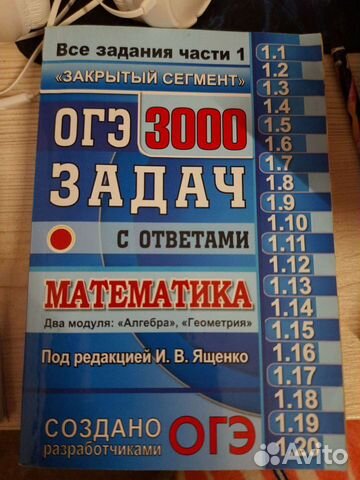 Все задания части 1
«ЗАКРЫТЫЙ СЕГМЕНТ»
ОГЭ 3000
ЗАДАЧ
С ОТВЕТАМИ
МАТЕМАТИКА
Два модуля: «Алгебра», «Геометрия»
Под редакцией И. В. Ященко
СОЗДАНО
разработчиками ОГЭ
1.1
1.2
1.3
1.4
1.5
1.6
1.7
1.8
1.9
1.10
1.11
1.12
1.13
1.14
1.15
1.16
1.17
1.18
1.19
1.20
Avito